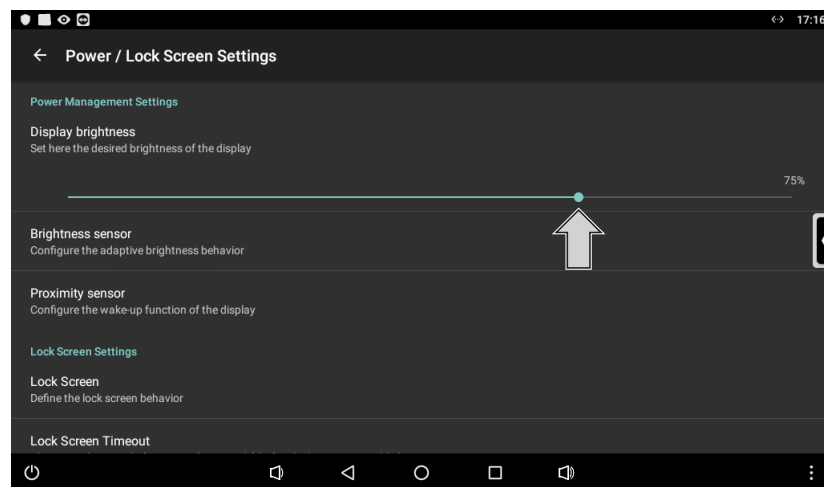 17:16
Power / Lock Screen Settings
Power Management Settings
Display brightness
Set here the desired brightness of the display
75%
Brightness sensor
Configure the adaptive brightness behavior
Proximity sensor
Configure the wake-up function of the display
Lock Screen Settings
Lock Screen
Define the lock screen behavior
Lock Screen Timeout